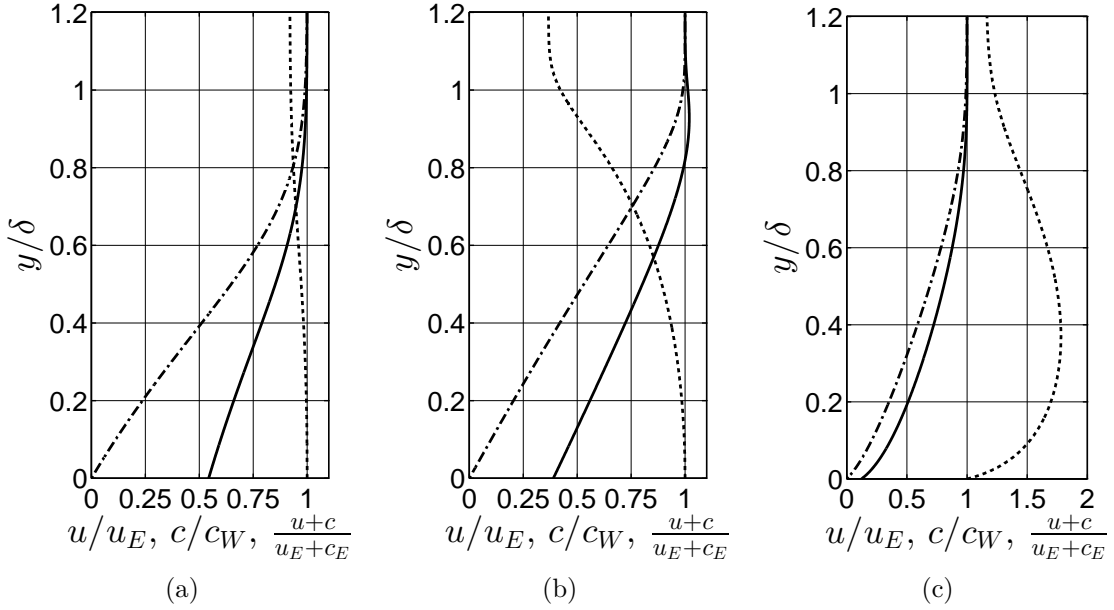 1.2 1.2 1.2
1 1 1
0.8 0.8 0.8
y/δ y/δ y/δ
0.6 0.6 0.6
0.4 0.4 0.4
0.2 0.2 0.2
0 0 0
0 0.25 0.5 0.75 1 0 0.25 0.5 0.75 1 0 0.5 1 1.5 2
u/u_E, c/c_W, \frac{u+c}{u_E+c_E} u/u_E, c/c_W, \frac{u+c}{u_E+c_E} u/u_E, c/c_W, \frac{u+c}{u_E+c_E}
(a) (b) (c)